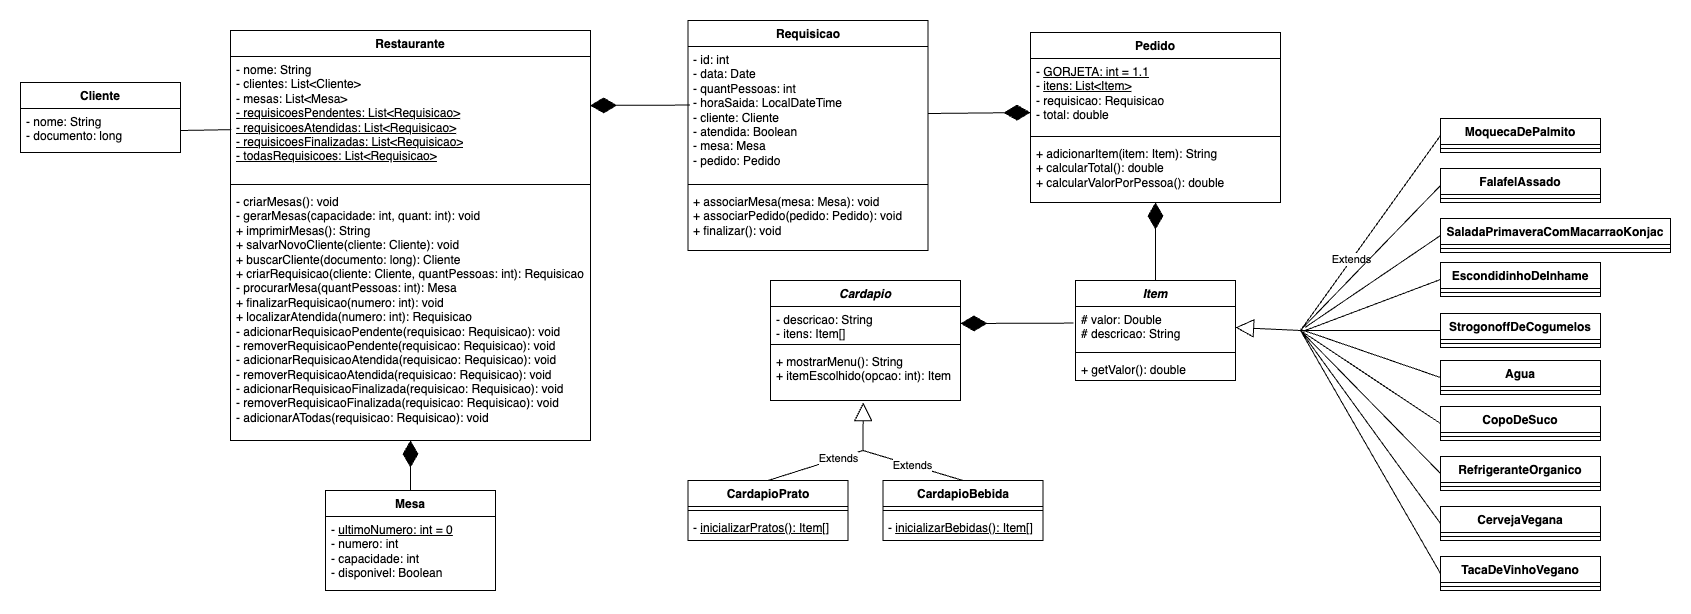 Cliente
- nome: String
- documento: long
Restaurante
- nome: String
- clientes: List<Cliente>
- mesas: List<Mesa>
- requisicoesPendentes: List<Requisicao>
- requisicoesAtendidas: List<Requisicao>
- requisicoesFinalizadas: List<Requisicao>
- todasRequisicoes: List<Requisicao>
- criarMesas(): void
- gerarMesas(capacidade: int, quant: int): void
+ imprimirMesas(): String
+ salvarNovoCliente(cliente: Cliente): void
+ buscarCliente(documento: long): Cliente
+ criarRequisicao(cliente: Cliente, quantPessoas: int): Requisicao
- procurarMesa(quantPessoas: int): Mesa
+ finalizarRequisicao(numero: int): void
+ localizarAtendida(numero: int): Requisicao
- adicionarRequisicaoPendente(requisicao: Requisicao): void
- removerRequisicaoPendente(requisicao: Requisicao): void
- adicionarRequisicaoAtendida(requisicao: Requisicao): void
- removerRequisicaoAtendida(requisicao: Requisicao): void
- adicionarRequisicaoFinalizada(requisicao: Requisicao): void
- removerRequisicaoFinalizada(requisicao: Requisicao): void
- adicionarATodas(requisicao: Requisicao): void
Mesa
- ultimoNumero: int = 0
- numero: int
- capacidade: int
- disponivel: Boolean
Requisicao
- id: int
- data: Date
- quantPessoas: int
- horaSaida: LocalDateTime
- cliente: Cliente
- atendida: Boolean
- mesa: Mesa
- pedido: Pedido
+ associarMesa(mesa: Mesa): void
+ associarPedido(pedido: Pedido): void
+ finalizar(): void
Pedido
- GORJETA: int = 1.1
- itens: List<Item>
- requisicao: Requisicao
- total: double
+ adicionarItem(item: Item): String
+ calcularTotal(): double
+ calcularValorPorPessoa(): double
Cardapio
- descricao: String
- itens: Item[]
+ mostrarMenu(): String
+ itemEscolhido(opcao: int): Item
Item
# valor: Double
# descricao: String
+ getValor(): double
Extends
Extends
CardapioPrato
- inicializarPratos(): Item[]
CardapioBebida
- inicializarBebidas(): Item[]
Extends
MoquecaDePalmito
FalafelAssado
SaladaPrimaveraComMacarraoKonjac
EscondidinhoDeInhame
StrogonoffDeCogumelos
Agua
CopoDeSuco
RefrigeranteOrganico
CervejaVegana
TacaDeVinhoVegano